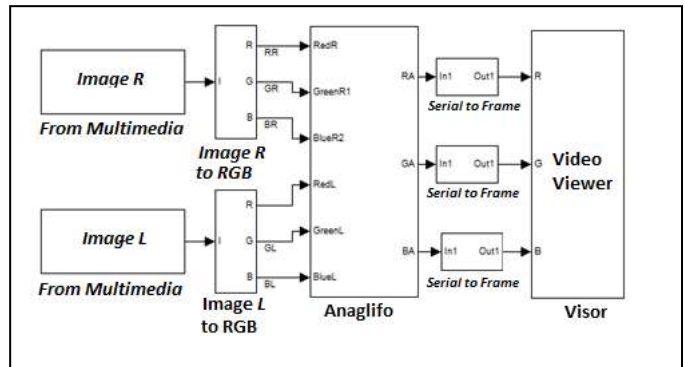 Image R
From Multimedia
I
R
G
B
RR
GR
BR
Image R
to RGB
Image L
From Multimedia
I
R
G
B
GL
BL
Image L
to RGB
RedR
GreenR1
BlueR2
RedL
GreenL
BlueL
RA
GA
BA
Anaglifo
In1 Out1
Serial to Frame
In1 Out1
Serial to Frame
In1 Out1
Serial to Frame
R
G
B
Video
Viewer
Visor